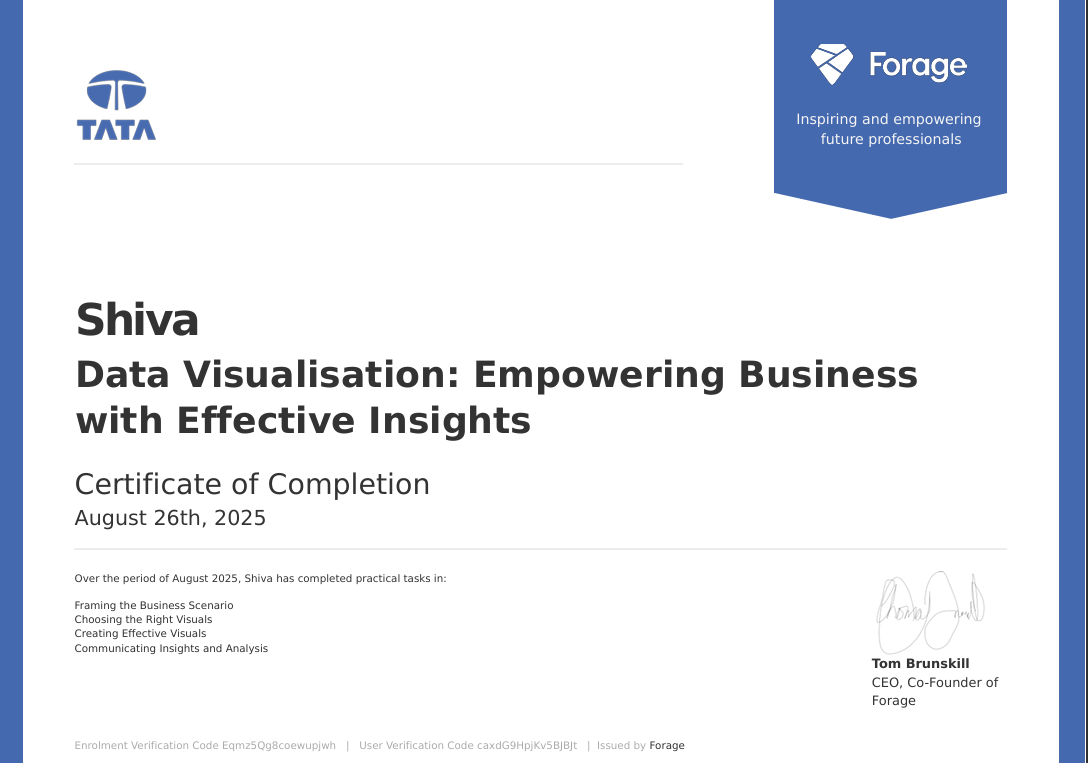 TATA
Forage
Inspiring and empowering
future professionals
Shiva
Data Visualisation: Empowering Business
with Effective Insights
Certificate of Completion
August 26th, 2025
Over the period of August 2025, Shiva has completed practical tasks in:
Framing the Business Scenario
Choosing the Right Visuals
Creating Effective Visuals
Communicating Insights and Analysis
Tom Brunskill
CEO, Co-Founder of
Forage
Enrolment Verification Code Eqmz5Qg8coewupjwh | User Verification Code caxdG9HpjKv5BJBJt | Issued by Forage